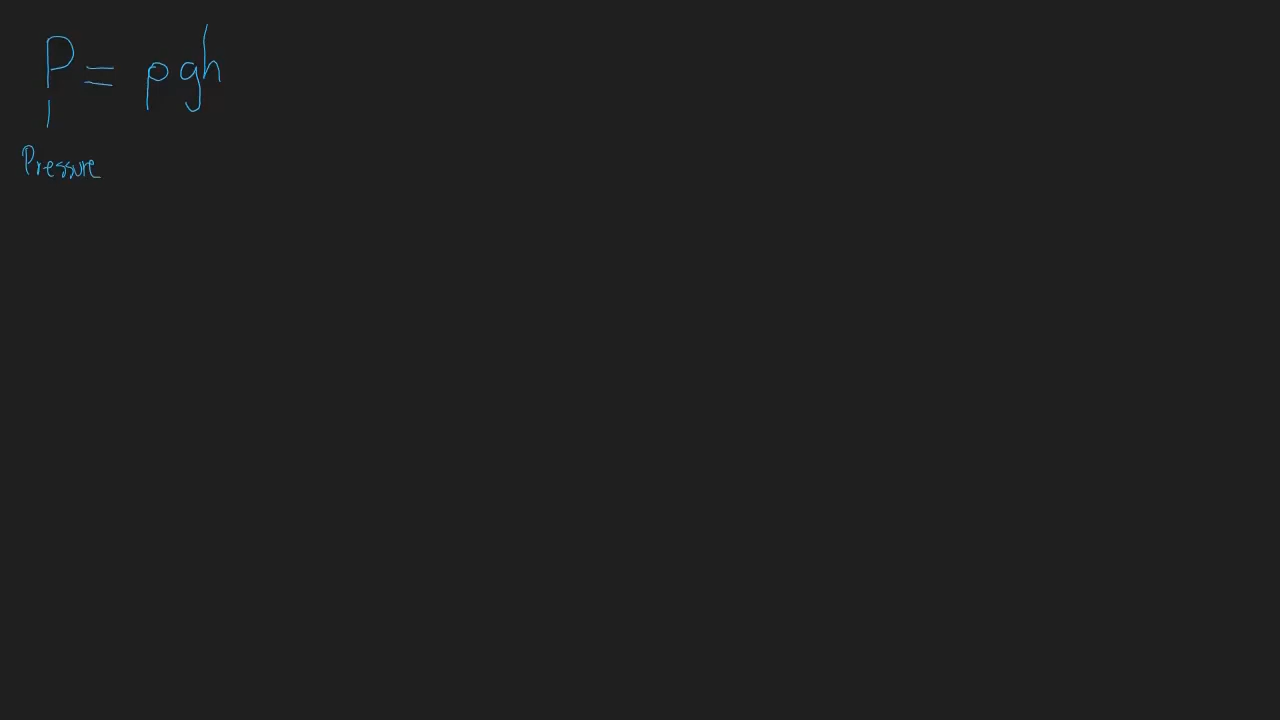 P = ρgh
Pressure